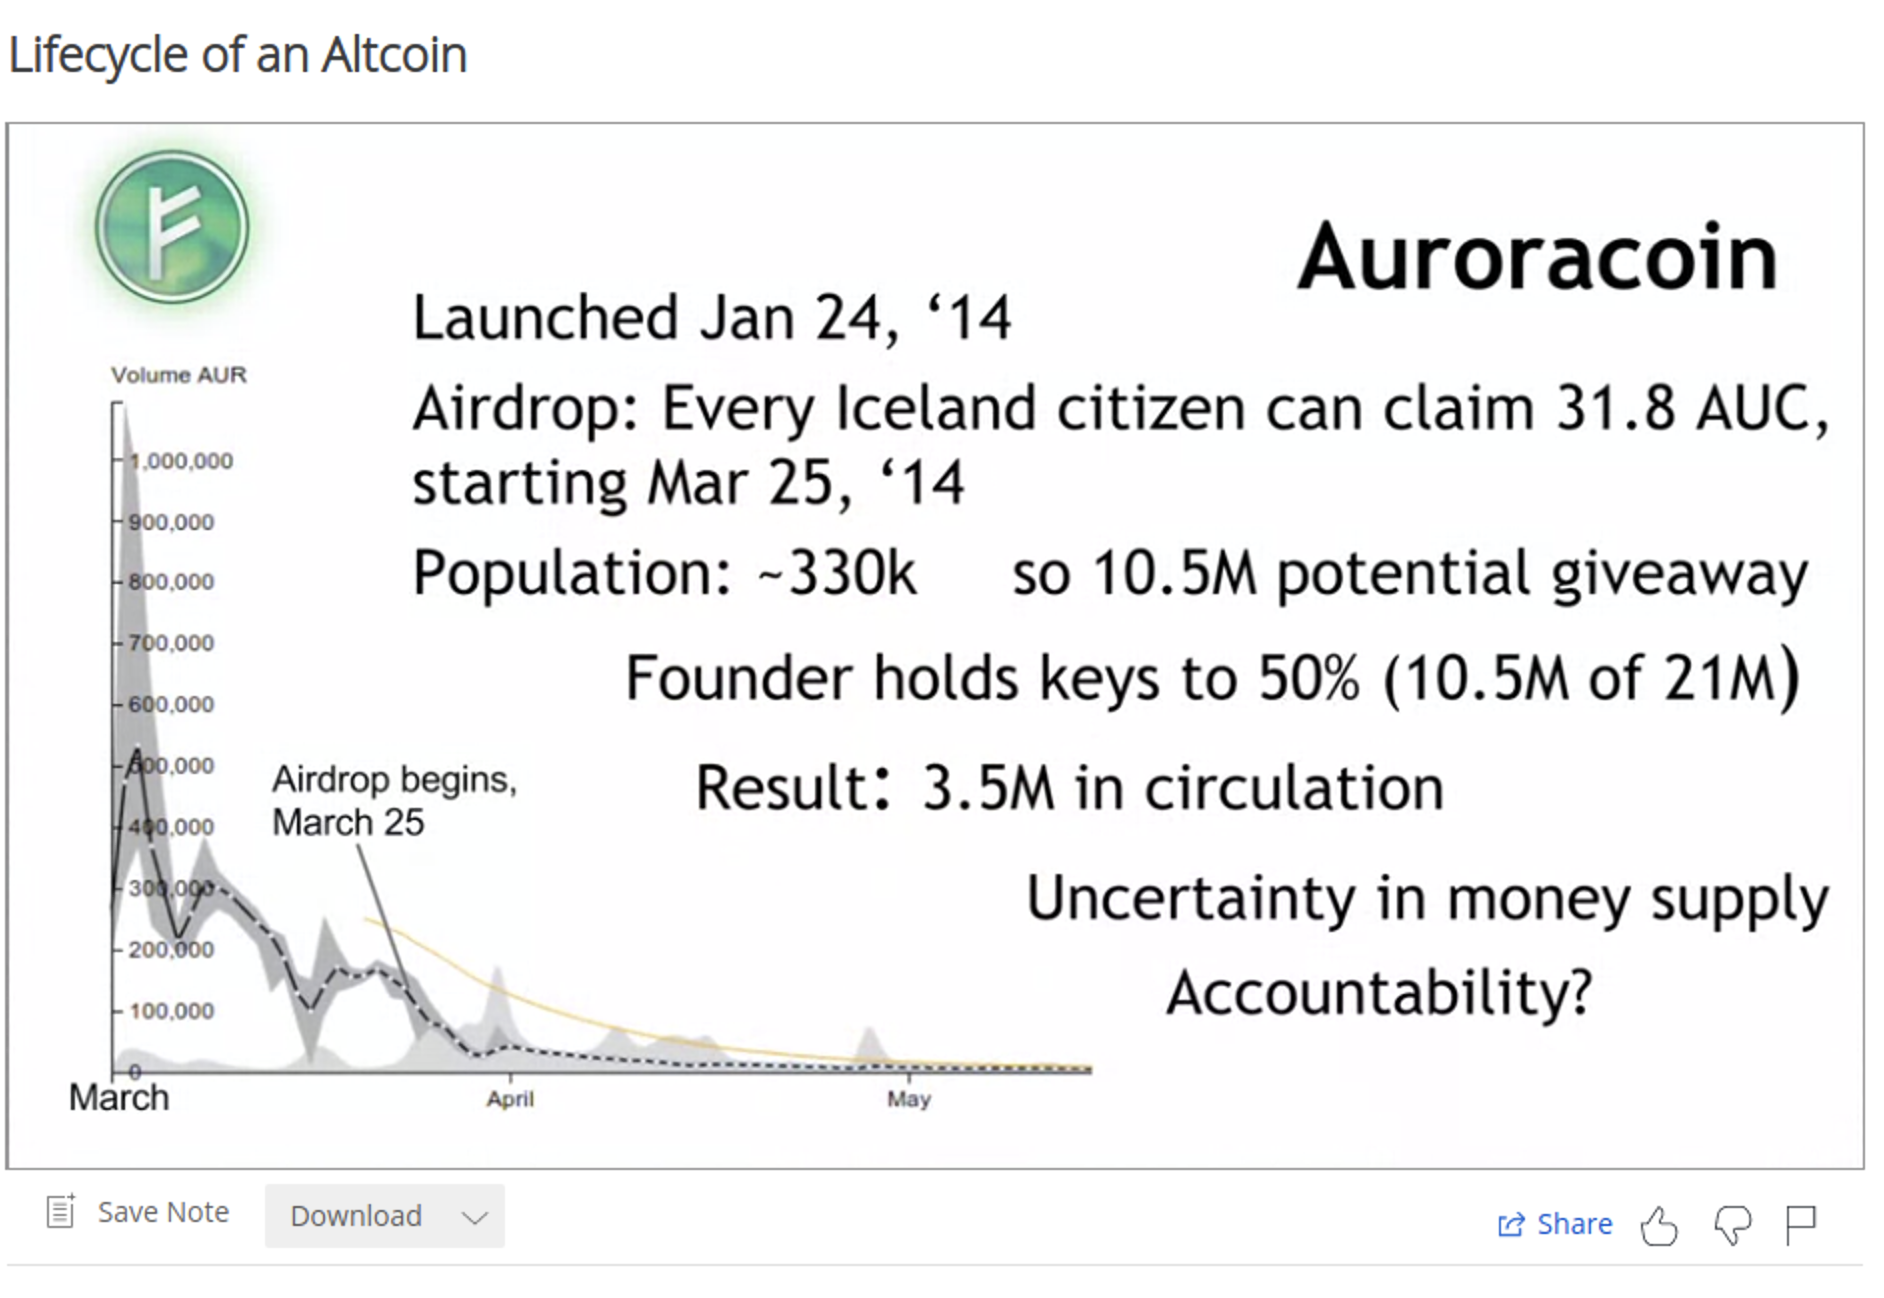 Lifecycle of an Altcoin
Auroracoin
Launched Jan 24, ‘14
Airdrop: Every Iceland citizen can claim 31.8 AUC,
starting Mar 25, ‘14
Population: ~330k so 10.5M potential giveaway
Founder holds keys to 50% (10.5M of 21M)
Result: 3.5M in circulation
Uncertainty in money supply
Accountability?
Volume AUR
1,000,000
900,000
800,000
700,000
600,000
500,000
400,000
300,000
200,000
100,000
0
Airdrop begins,
March 25
March April May
Save Note Download Share